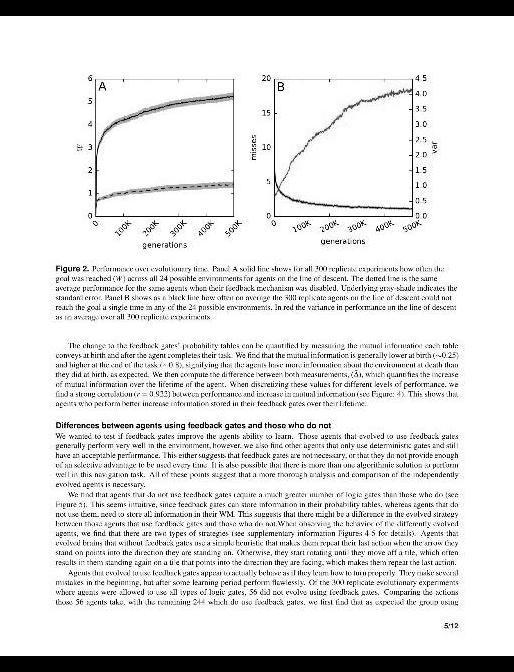 6
5
4
3
2
1
0
A
W
0
100K
200K
300K
400K
500K
generations
20
15
10
5
0
B
misses
4.5
4.0
3.5
3.0
2.5
2.0
1.5
1.0
0.5
0.0
var
0
100K
200K
300K
400K
500K
generations
Figure 2. Performance over evolutionary time. Panel A solid line shows for all 300 replicate experiments how often the
goal was reached (W) across all 24 possible environments for agents on the line of descent. The dotted line is the same
average performance for the same agents when their feedback mechanism was disabled. Underlying gray-shade indicates the
standard error. Panel B shows as a black line how often on average the 300 replicate agents on the line of descent could not
reach the goal a single time in any of the 24 possible environments. In red the variance in performance on the line of descent
as an average over all 300 replicate experiments
The change to the feedback gates' probability tables can be quantified by measuring the mutual information each table
conveys at birth and after the agent completes their task. We find that the mutual information is generally lower at birth (~0.25)
and higher at the end of the task (~0.8), signifying that the agents have more information about the environment at death than
they did at birth, as expected. We then compute the difference between both measurements, (Δ), which quantifies the increase
of mutual information over the lifetime of the agent. When discretizing these values for different levels of performance, we
find a strong correlation (r = 0.922) between performance and increase in mutual information (see Figure: 4). This shows that
agents who perform better increase information stored in their feedback gates over their lifetime.
Differences between agents using feedback gates and those who do not
We wanted to test if feedback gates improve the agents ability to learn. Those agents that evolved to use feedback gates
generally perform very well in the environment, however, we also find other agents that only use deterministic gates and still
have an acceptable performance. This either suggests that feedback gates are not necessary, or that they do not provide enough
of an selective advantage to be used every time. It is also possible that there is more than one algorithmic solution to perform
well in this navigation task. All of these points suggest that a more thorough analysis and comparison of the independently
evolved agents is necessary.
We find that agents that do not use feedback gates require a much greater number of logic gates than those who do (see
Figure 5). This seems intuitive, since feedback gates can store information in their probability tables, whereas agents that do
not use them, need to store all information in their WM. This suggests that there might be a difference in the evolved strategy
between those agents that use feedback gates and those who do not.When observing the behavior of the differently evolved
agents, we find that there are two types of strategies (see supplementary information Figures 4-5 for details). Agents that
evolved brains that without feedback gates use a simple heuristic that makes them repeat their last action when the arrow they
stand on points into the direction they are standing on. Otherwise, they start rotating until they move off a tile, which often
results in them standing again on a tile that points into the direction they are facing, which makes them repeat the last action.
Agents that evolved to use feedback gates appear to actually behave as if they learn how to turn properly. They make several
mistakes in the beginning, but after some learning period perform flawlessly. Of the 300 replicate evolutionary experiments
where agents were allowed to use all types of logic gates, 56 did not evolve using feedback gates. Comparing the actions
those 56 agents take, with the remaining 244 which do use feedback gates, we first find that as expected the group using
5/12